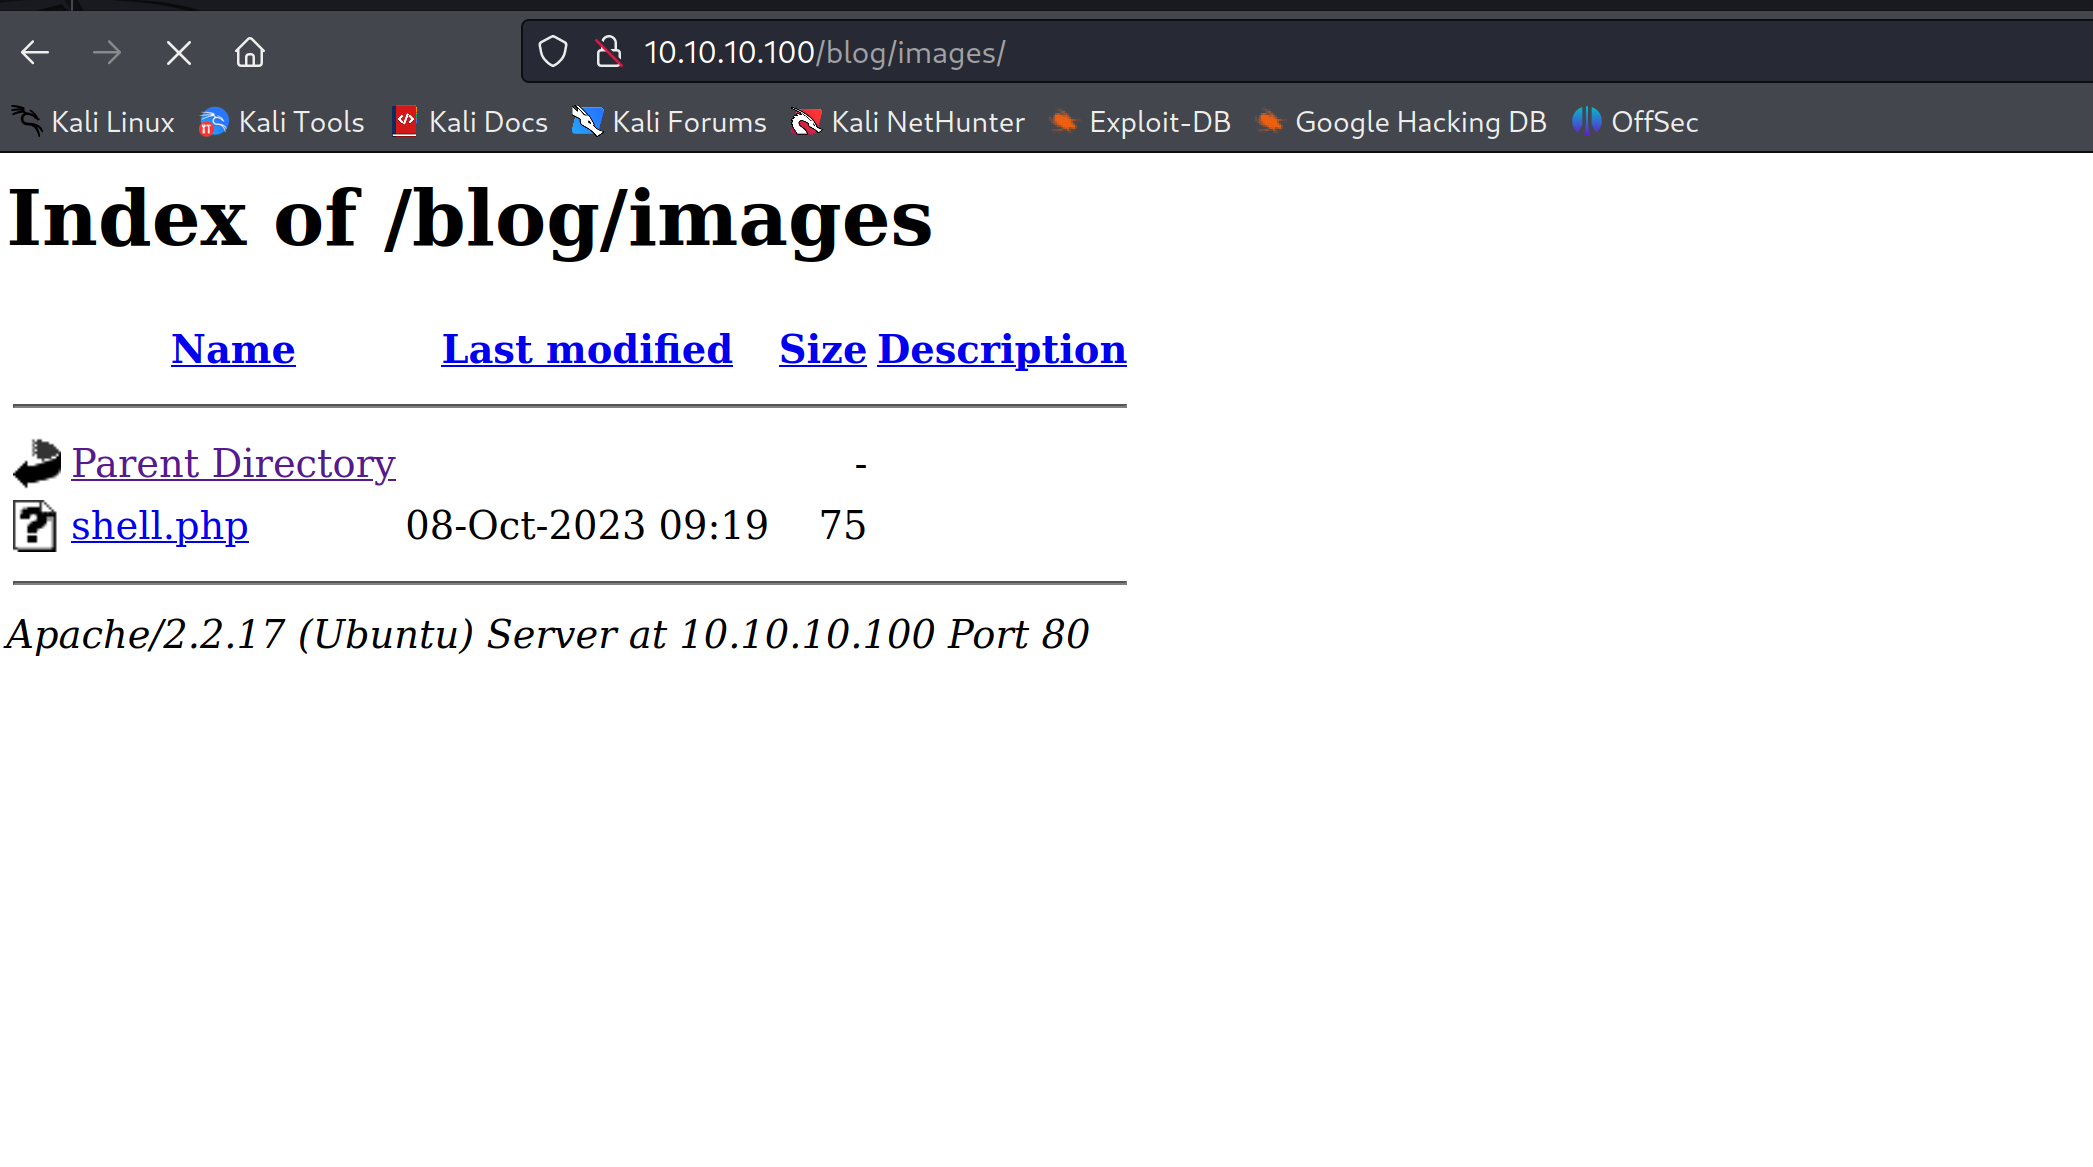 10.10.10.100/blog/images/
Kali Linux Kali Tools Kali Docs Kali Forums Kali NetHunter Exploit-DB Google Hacking DB OffSec
Index of /blog/images
Name Last modified Size Description
Parent Directory -
shell.php 08-Oct-2023 09:19 75
Apache/2.2.17 (Ubuntu) Server at 10.10.10.100 Port 80